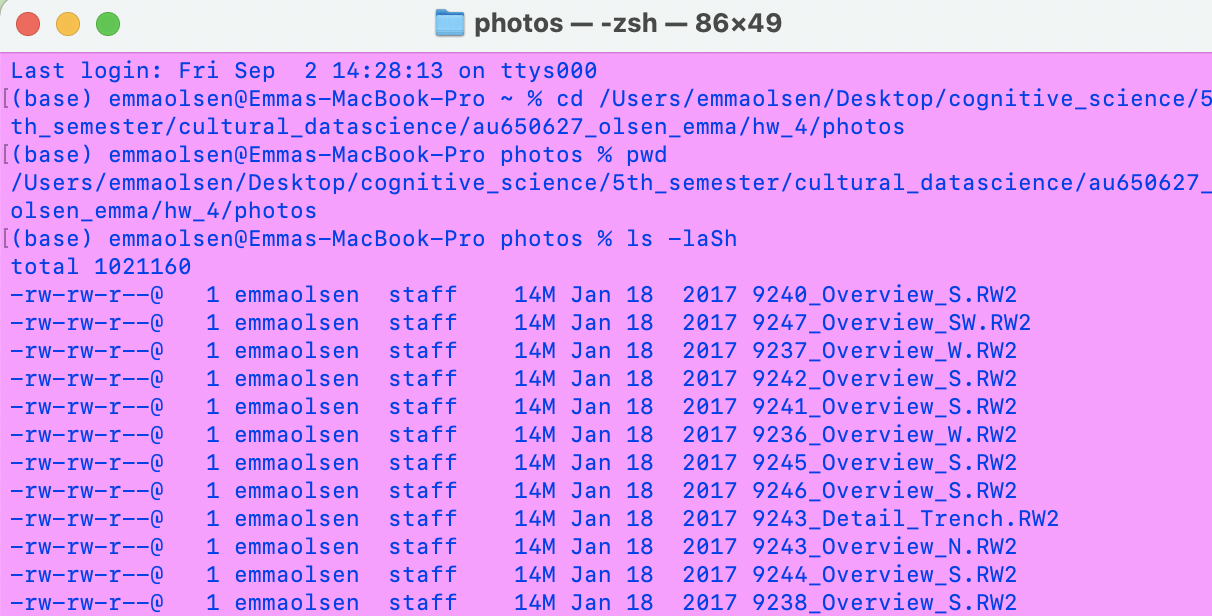 photos — -zsh — 86×49
Last login: Fri Sep  2 14:28:13 on ttys000
[(base) emmaolsen@Emmas-MacBook-Pro ~ % cd /Users/emmaolsen/Desktop/cognitive_science/5
th_semester/cultural_datascience/au650627_olsen_emma/hw_4/photos
[(base) emmaolsen@Emmas-MacBook-Pro photos % pwd
/Users/emmaolsen/Desktop/cognitive_science/5th_semester/cultural_datascience/au650627_
olsen_emma/hw_4/photos
[(base) emmaolsen@Emmas-MacBook-Pro photos % ls -laSh
total 1021160
-rw-rw-r--@   1 emmaolsen  staff    14M Jan 18  2017 9240_Overview_S.RW2
-rw-rw-r--@   1 emmaolsen  staff    14M Jan 18  2017 9247_Overview_SW.RW2
-rw-rw-r--@   1 emmaolsen  staff    14M Jan 18  2017 9237_Overview_W.RW2
-rw-rw-r--@   1 emmaolsen  staff    14M Jan 18  2017 9242_Overview_S.RW2
-rw-rw-r--@   1 emmaolsen  staff    14M Jan 18  2017 9241_Overview_S.RW2
-rw-rw-r--@   1 emmaolsen  staff    14M Jan 18  2017 9236_Overview_W.RW2
-rw-rw-r--@   1 emmaolsen  staff    14M Jan 18  2017 9245_Overview_S.RW2
-rw-rw-r--@   1 emmaolsen  staff    14M Jan 18  2017 9246_Overview_S.RW2
-rw-rw-r--@   1 emmaolsen  staff    14M Jan 18  2017 9243_Detail_Trench.RW2
-rw-rw-r--@   1 emmaolsen  staff    14M Jan 18  2017 9243_Overview_N.RW2
-rw-rw-r--@   1 emmaolsen  staff    14M Jan 18  2017 9244_Overview_S.RW2
-rw-rw-r--@   1 emmaolsen  staff    14M Jan 18  2017 9238_Overview_S.RW2